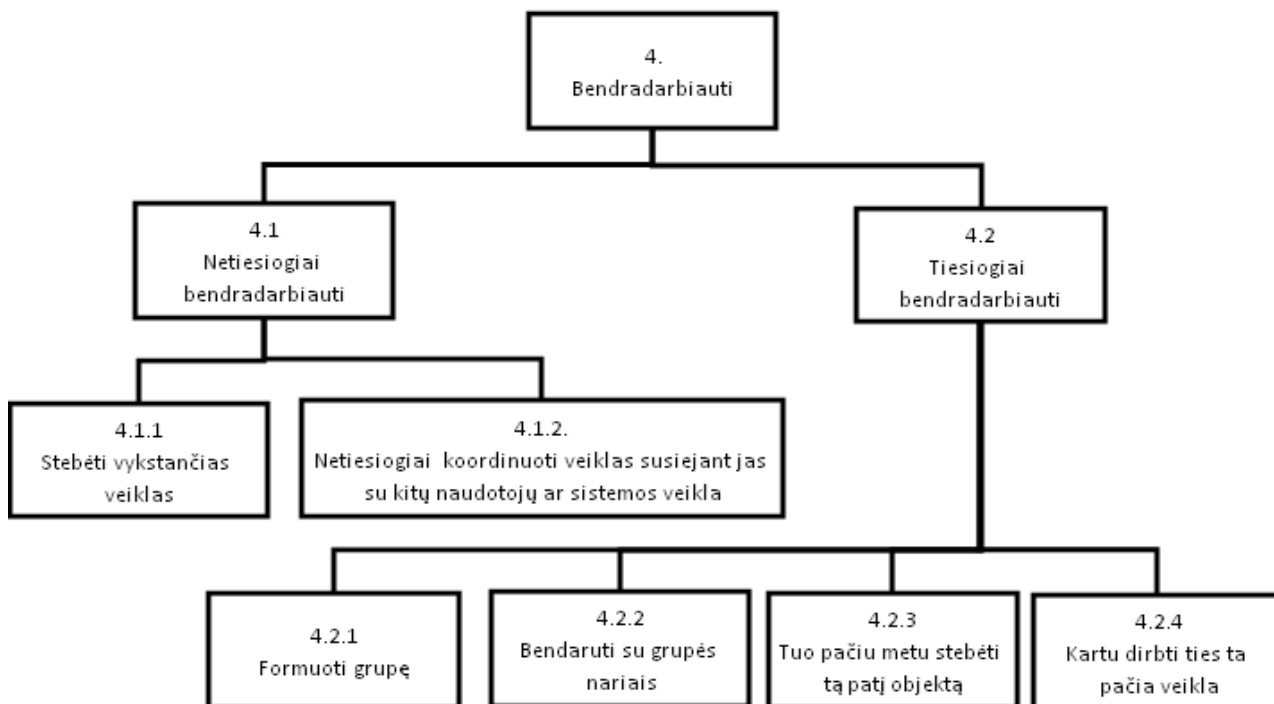 4.
Bendradarbiauti
4.1
Netiesiogiai
bendradarbiauti
4.2
Tiesiogiai
bendradarbiauti
4.1.1
Stebėti vykstančias
veiklas
4.1.2.
Netiesiogiai koordinuoti veiklas susiejant jas
su kitų naudotojų ar sistemos veikla
4.2.1
Formuoti grupę
4.2.2
Bendaruti su grupės
nariais
4.2.3
Tuo pačiu metu stebėti
tą patį objektą
4.2.4
Kartu dirbti ties ta
pačia veikla